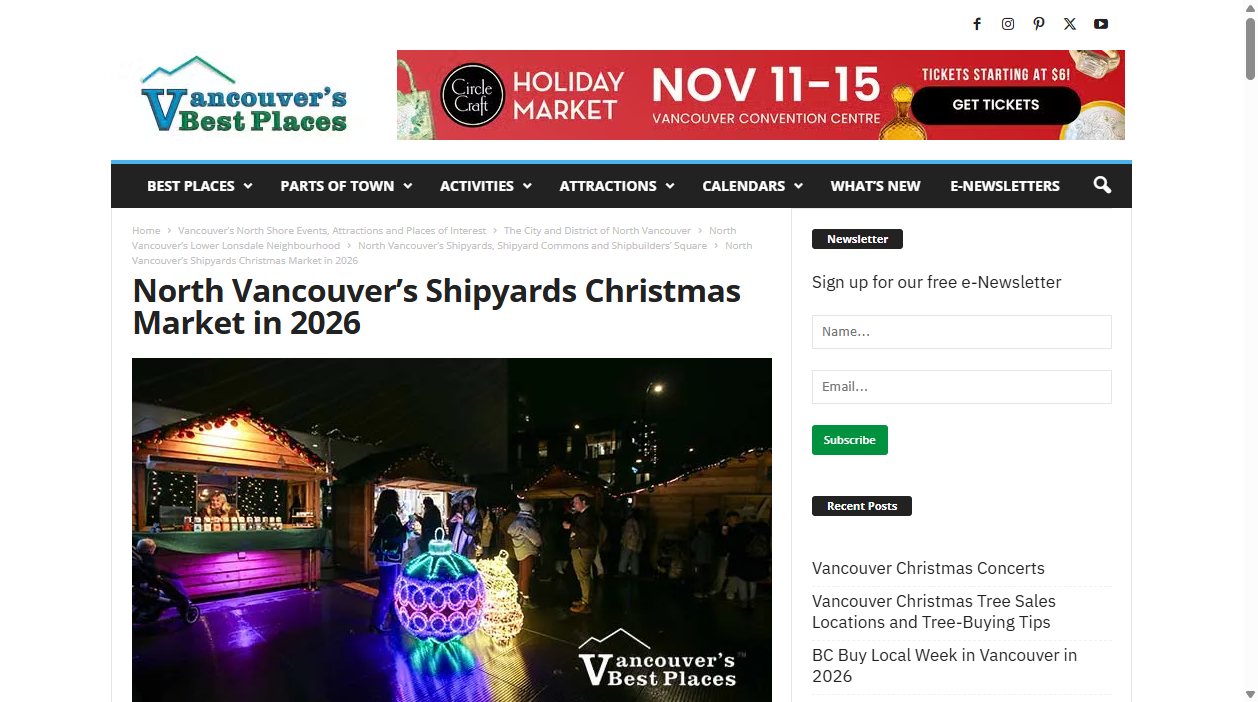 Vancouver's
Best Places
Circle
Craft
HOLIDAY
MARKET
NOV 11–15
VANCOUVER CONVENTION CENTRE
TICKETS STARTING AT $6!
GET TICKETS
BEST PLACES
PARTS OF TOWN
ACTIVITIES
ATTRACTIONS
CALENDARS
WHAT'S NEW
E-NEWSLETTERS
Home › Vancouver's North Shore Events, Attractions and Places of Interest › The City and District of North Vancouver › North
Vancouver's Lower Lonsdale Neighbourhood › North Vancouver's Shipyards, Shipyard Commons and Shipbuilders' Square › North
Vancouver's Shipyards Christmas Market in 2026
North Vancouver's Shipyards Christmas
Market in 2026
Vancouver's™
Best Places
Newsletter
Sign up for our free e-Newsletter
Name...
Email...
Subscribe
Recent Posts
Vancouver Christmas Concerts
Vancouver Christmas Tree Sales
Locations and Tree-Buying Tips
BC Buy Local Week in Vancouver in
2026